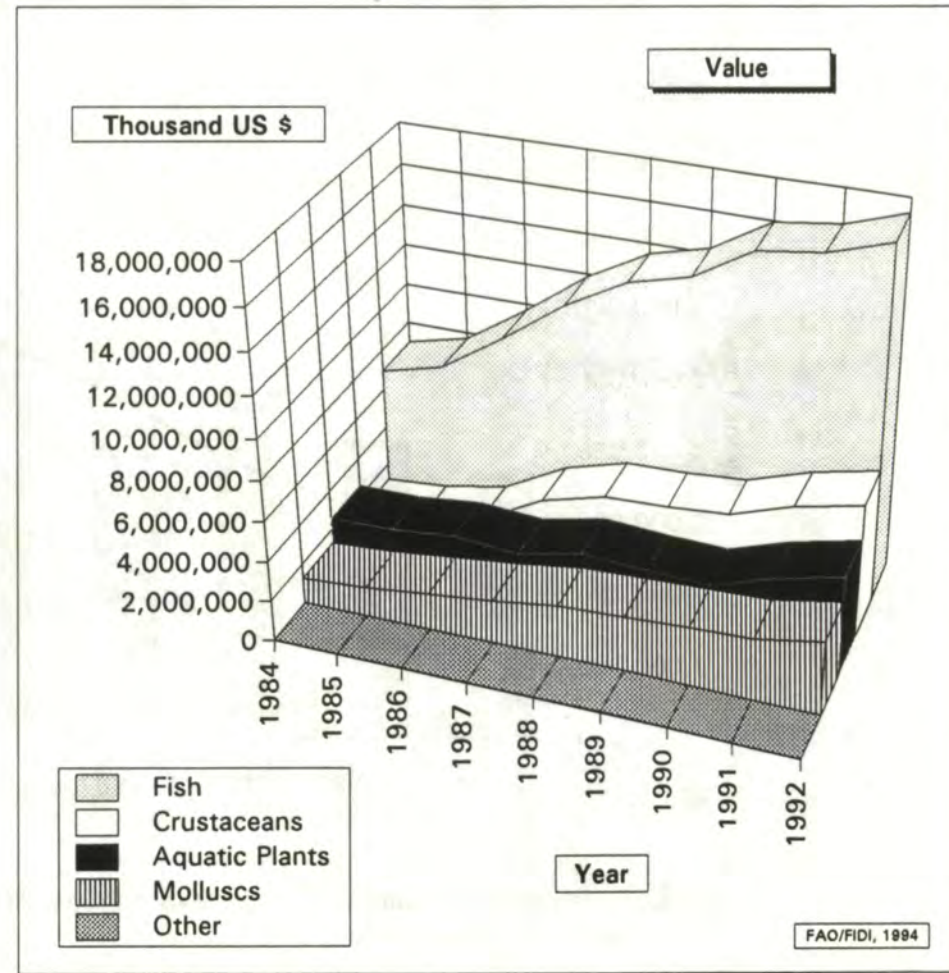 Value
Thousand US $
18,000,000
16,000,000
14,000,000
12,000,000
10,000,000
8,000,000
6,000,000
4,000,000
2,000,000
0
1984
1985
1986
1987
1988
1989
1990
1991
1992
Fish
Crustaceans
Aquatic Plants
Molluscs
Other
Year
FAO/FIDI, 1994